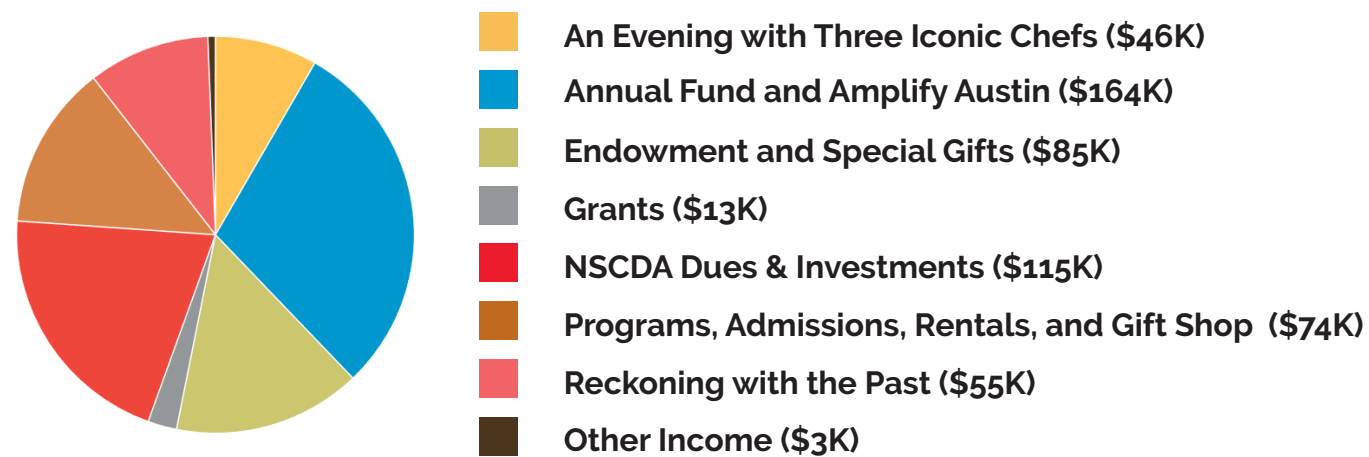 An Evening with Three Iconic Chefs ($46K)
Annual Fund and Amplify Austin ($164K)
Endowment and Special Gifts ($85K)
Grants ($13K)
NSCDA Dues & Investments ($115K)
Programs, Admissions, Rentals, and Gift Shop ($74K)
Reckoning with the Past ($55K)
Other Income ($3K)